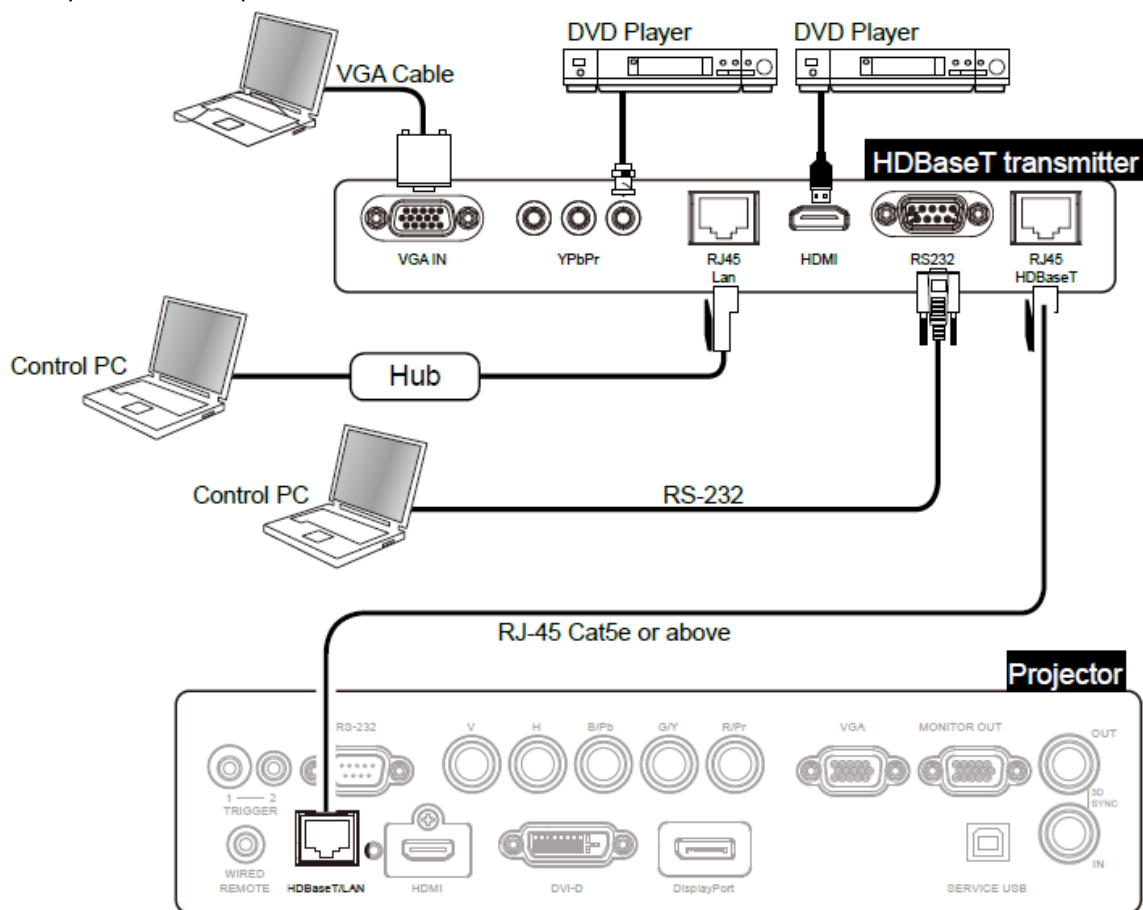 DVD Player
DVD Player
VGA Cable
HDBaseT transmitter
VGA IN
YPbPr
RJ45
Lan
HDMI
RS232
RJ45
HDBaseT
Control PC
Hub
Control PC
RS-232
RJ-45 Cat5e or above
Projector
RS-232
V
H
B/Pb
G/Y
R/Pr
VGA
MONITOR OUT
OUT
1
2
TRIGGER
3D
SYNC
WIRED
REMOTE
HDBaseT/LAN
HDMI
DVI-D
DisplayPort
SERVICE USB
IN